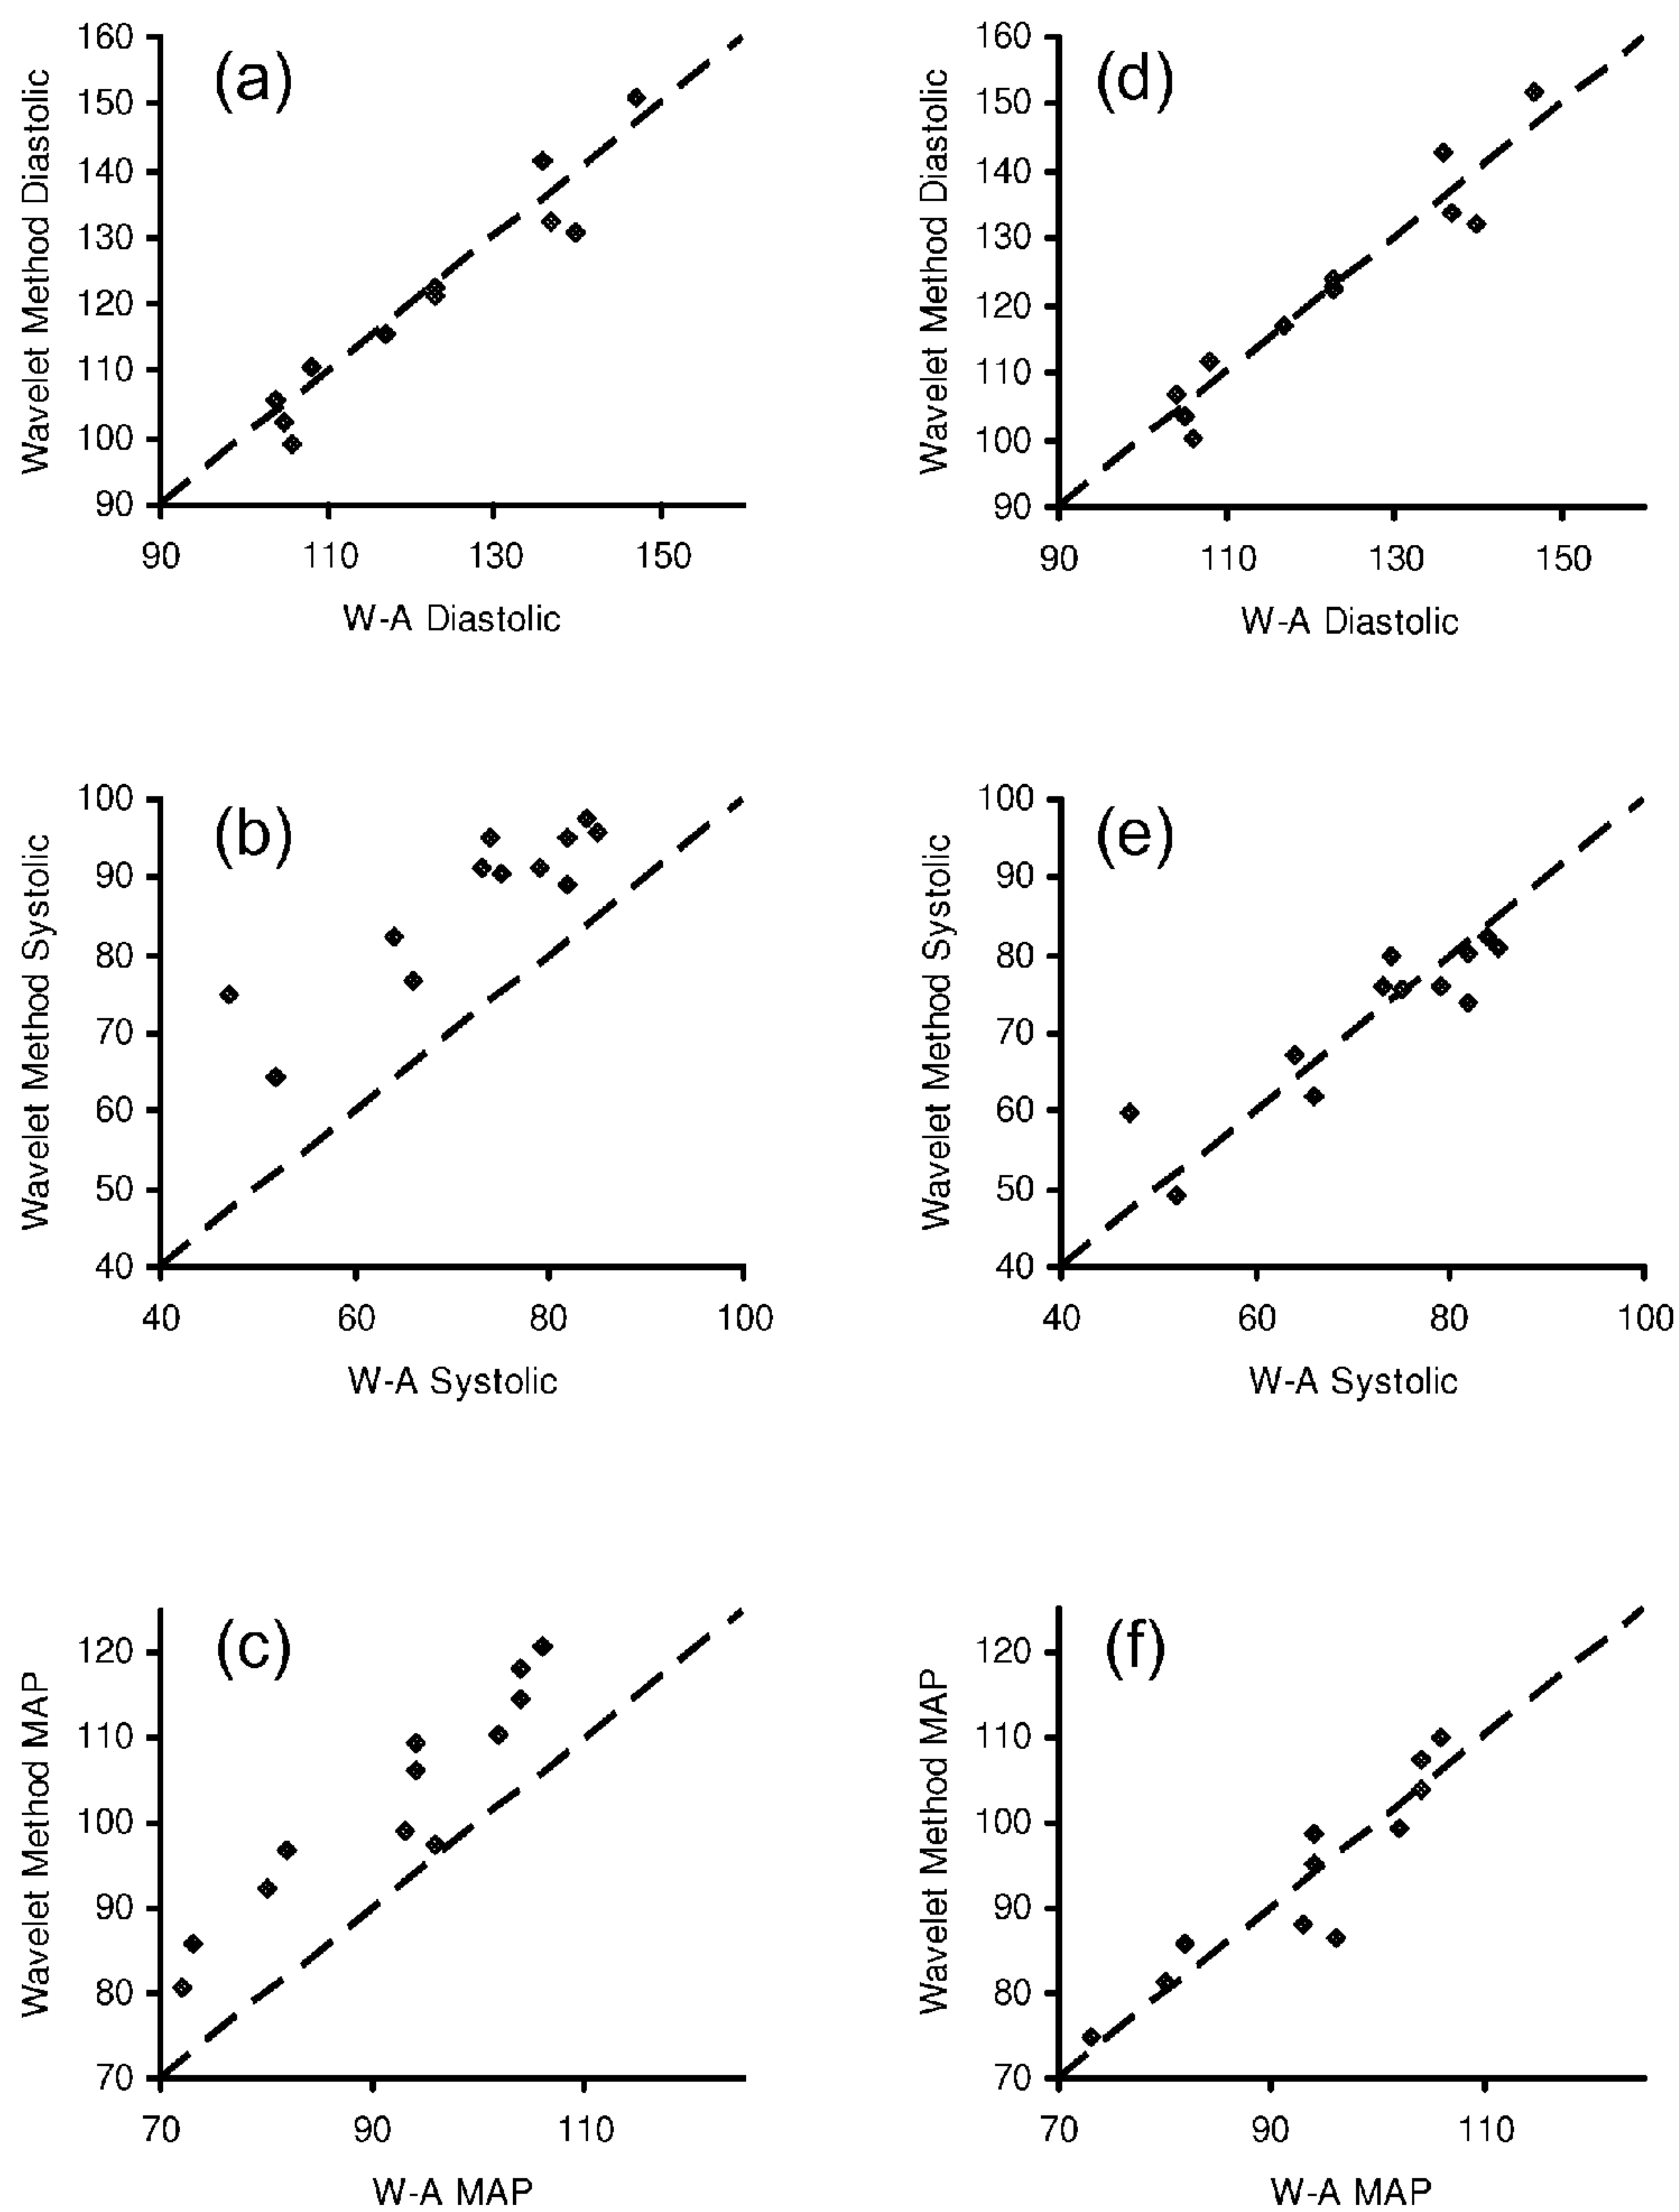 (a)
Wavelet Method Diastolic
160
150
140
130
120
110
100
90
90 110 130 150
W-A Diastolic
(d)
Wavelet Method Diastolic
160
150
140
130
120
110
100
90
90 110 130 150
W-A Diastolic
(b)
Wavelet Method Systolic
100
90
80
70
60
50
40
40 60 80 100
W-A Systolic
(e)
Wavelet Method Systolic
100
90
80
70
60
50
40
40 60 80 100
W-A Systolic
(c)
Wavelet Method MAP
120
110
100
90
80
70
70 90 110
W-A MAP
(f)
Wavelet Method MAP
120
110
100
90
80
70
70 90 110
W-A MAP